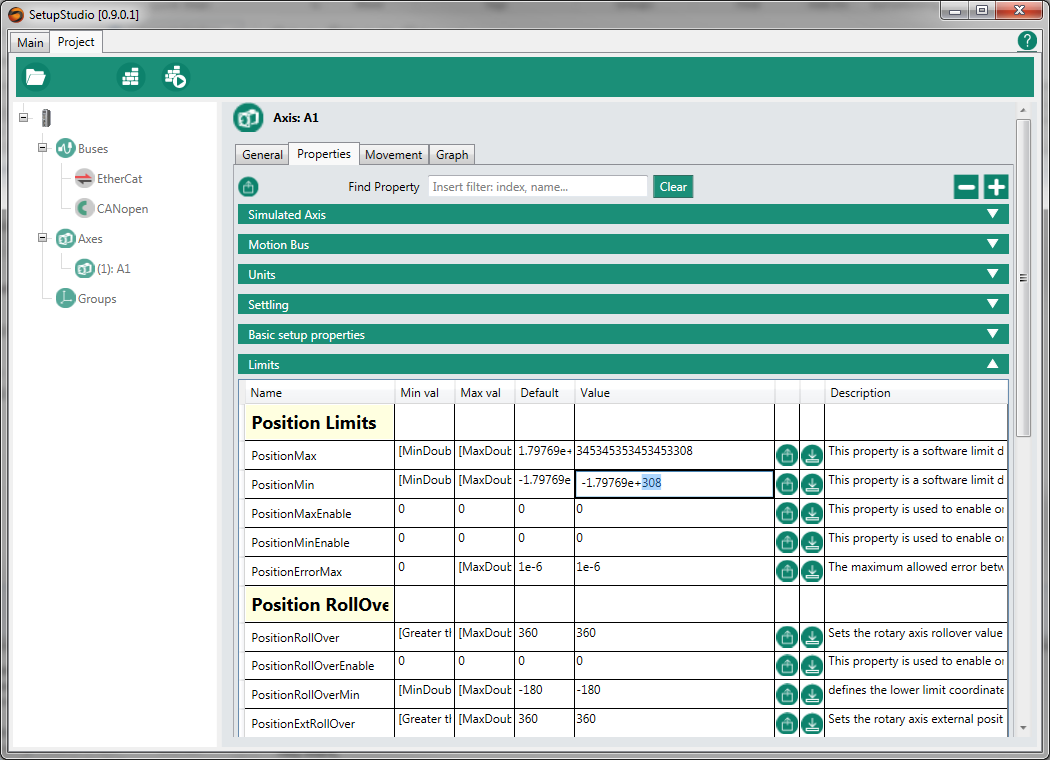 SetupStudio [0.9.0.1]
Main Project ?
Axis: A1
General Properties Movement Graph
Find Property Insert filter: index, name... Clear
Buses
EtherCat
CANopen
Axes
(1): A1
Groups
Simulated Axis
Motion Bus
Units
Settling
Basic setup properties
Limits
Name Min val Max val Default Value Description
Position Limits
PositionMax [MinDoub [MaxDoub 1.79769e+ 345345353453453308 This property is a software limit d
PositionMin [MinDoub [MaxDoub -1.79769e -1.79769e+308 This property is a software limit d
PositionMaxEnable 0 0 0 0 This property is used to enable or
PositionMinEnable 0 0 0 0 This property is used to enable or
PositionErrorMax 0 [MaxDoub 1e-6 1e-6 The maximum allowed error betw
Position RollOve
PositionRollOver [Greater th [MaxDoub 360 360 Sets the rotary axis rollover value
PositionRollOverEnable 0 0 0 0 This property is used to enable or
PositionRollOverMin [MinDoub [MaxDoub -180 -180 defines the lower limit coordinate
PositionExtRollOver [Greater th [MaxDoub 360 360 Sets the rotary axis external posit